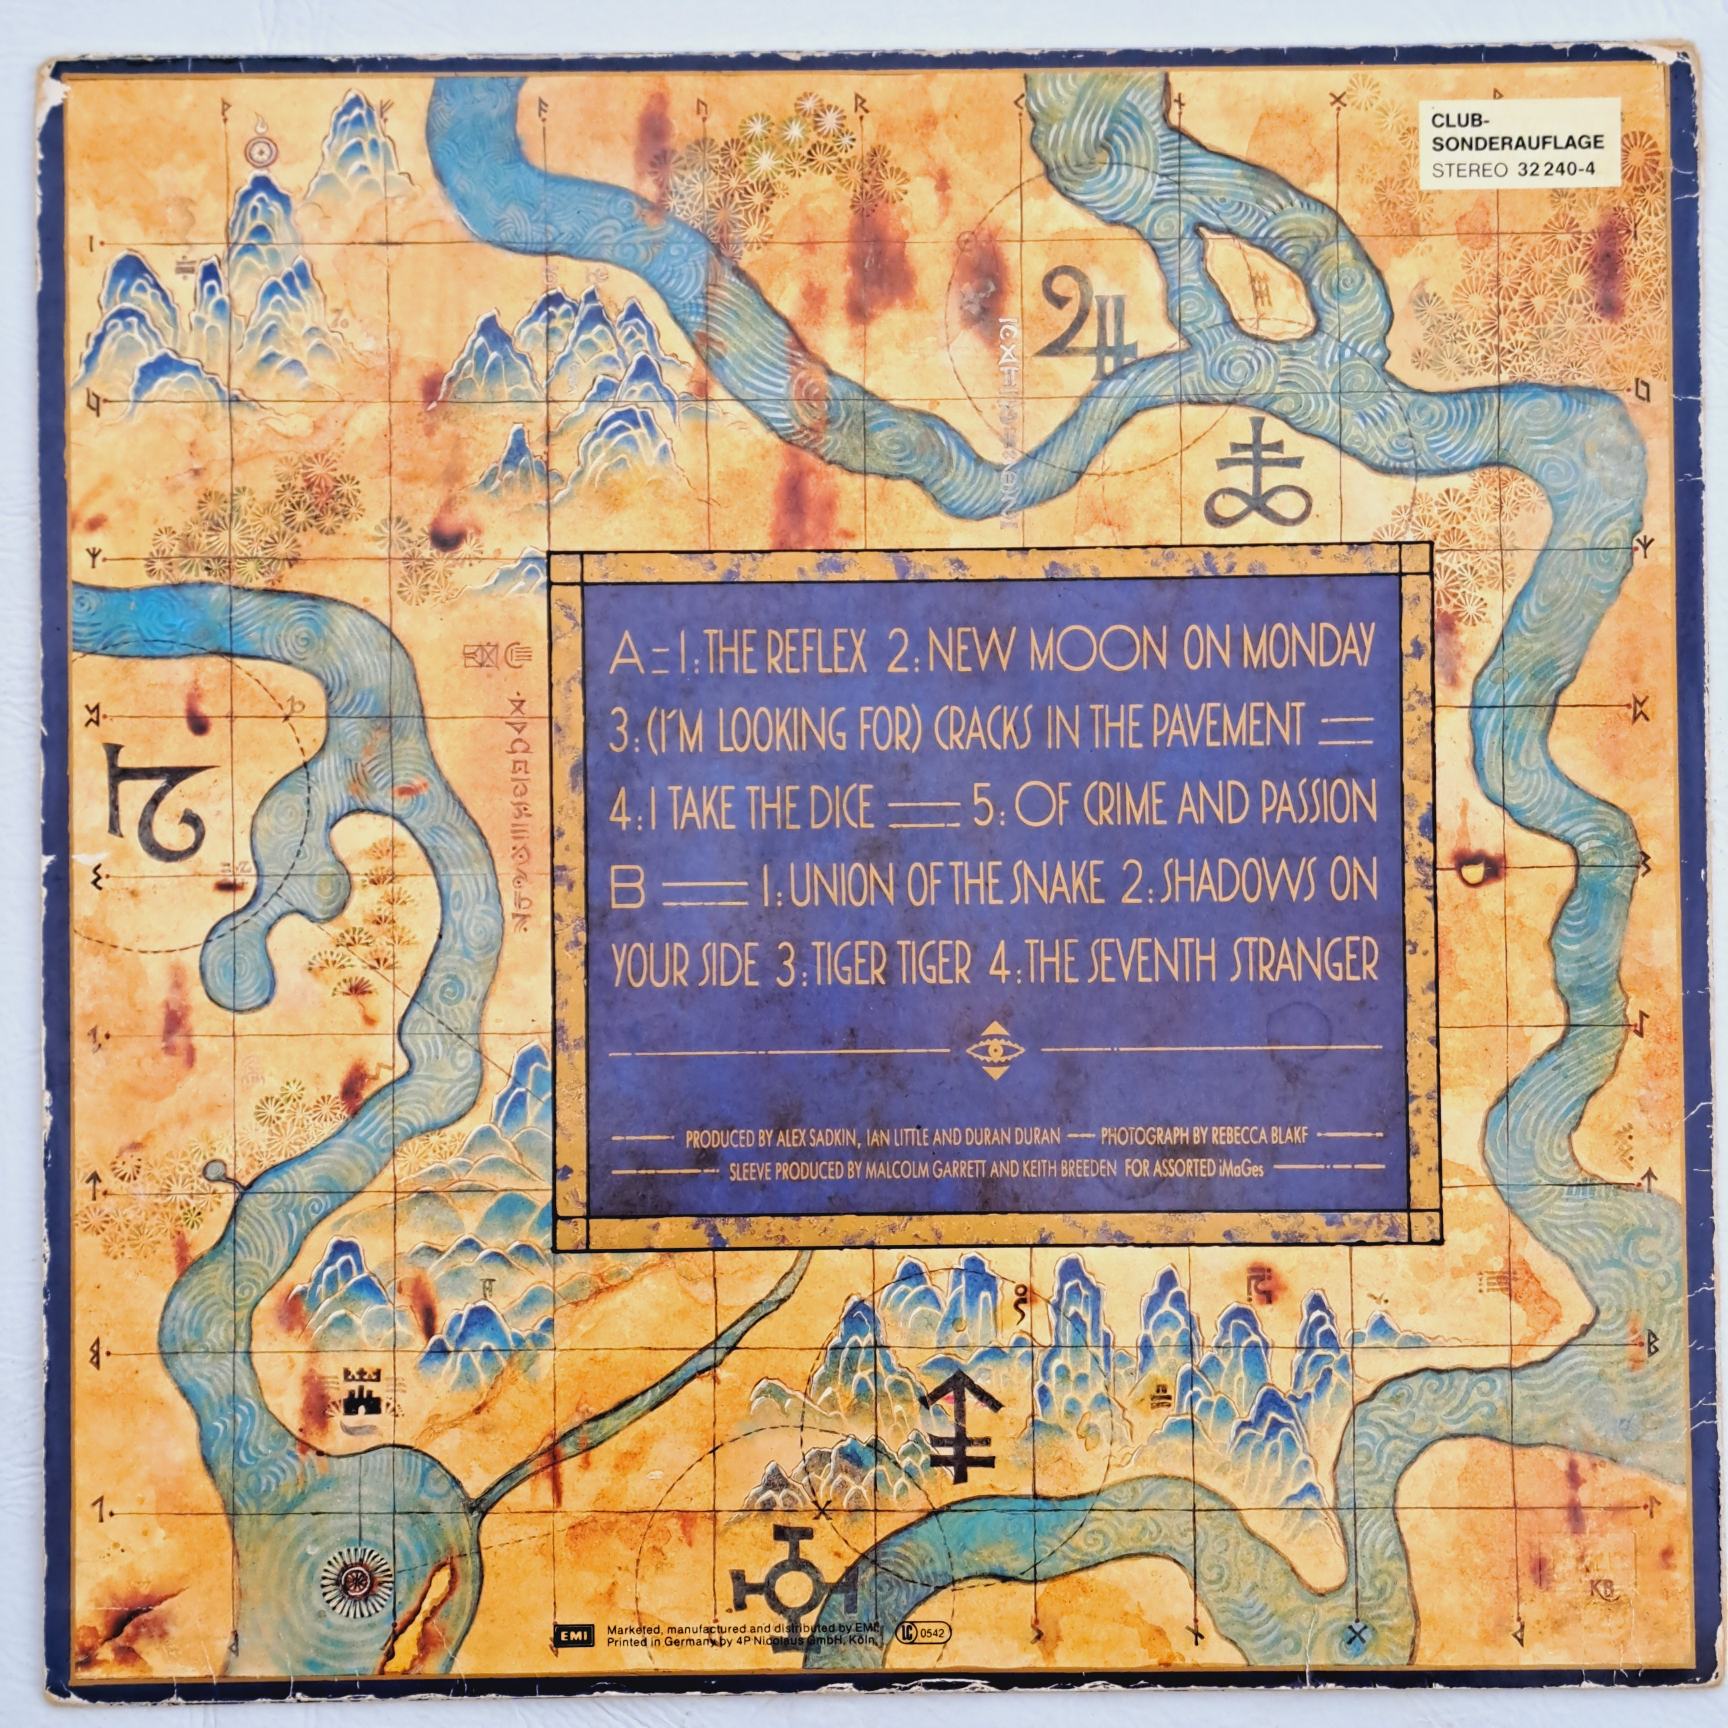 CLUB-
SONDERAUFLAGE
STEREO 32 240-4
A = 1. : THE REFLEX 2 : NEW MOON ON MONDAY
3 : (I'M LOOKING FOR) CRACKS IN THE PAVEMENT
4 : I TAKE THE DICE 5 : OF CRIME AND PASSION
B 1 : UNION OF THE SNAKE 2 : SHADOWS ON
YOUR SIDE 3 : TIGER TIGER 4 : THE SEVENTH STRANGER
PRODUCED BY ALEX SADKIN, IAN LITTLE AND DURAN DURAN — PHOTOGRAPH BY REBECCA BLAKE
SLEEVE PRODUCED BY MALCOLM GARRETT AND KEITH BREEDEN FOR ASSORTED iMaGes
KB
EMI
Marketed, manufactured and distributed by EMI.
Printed in Germany by 4P Nicolaus GmbH, Köln.
LC 0542